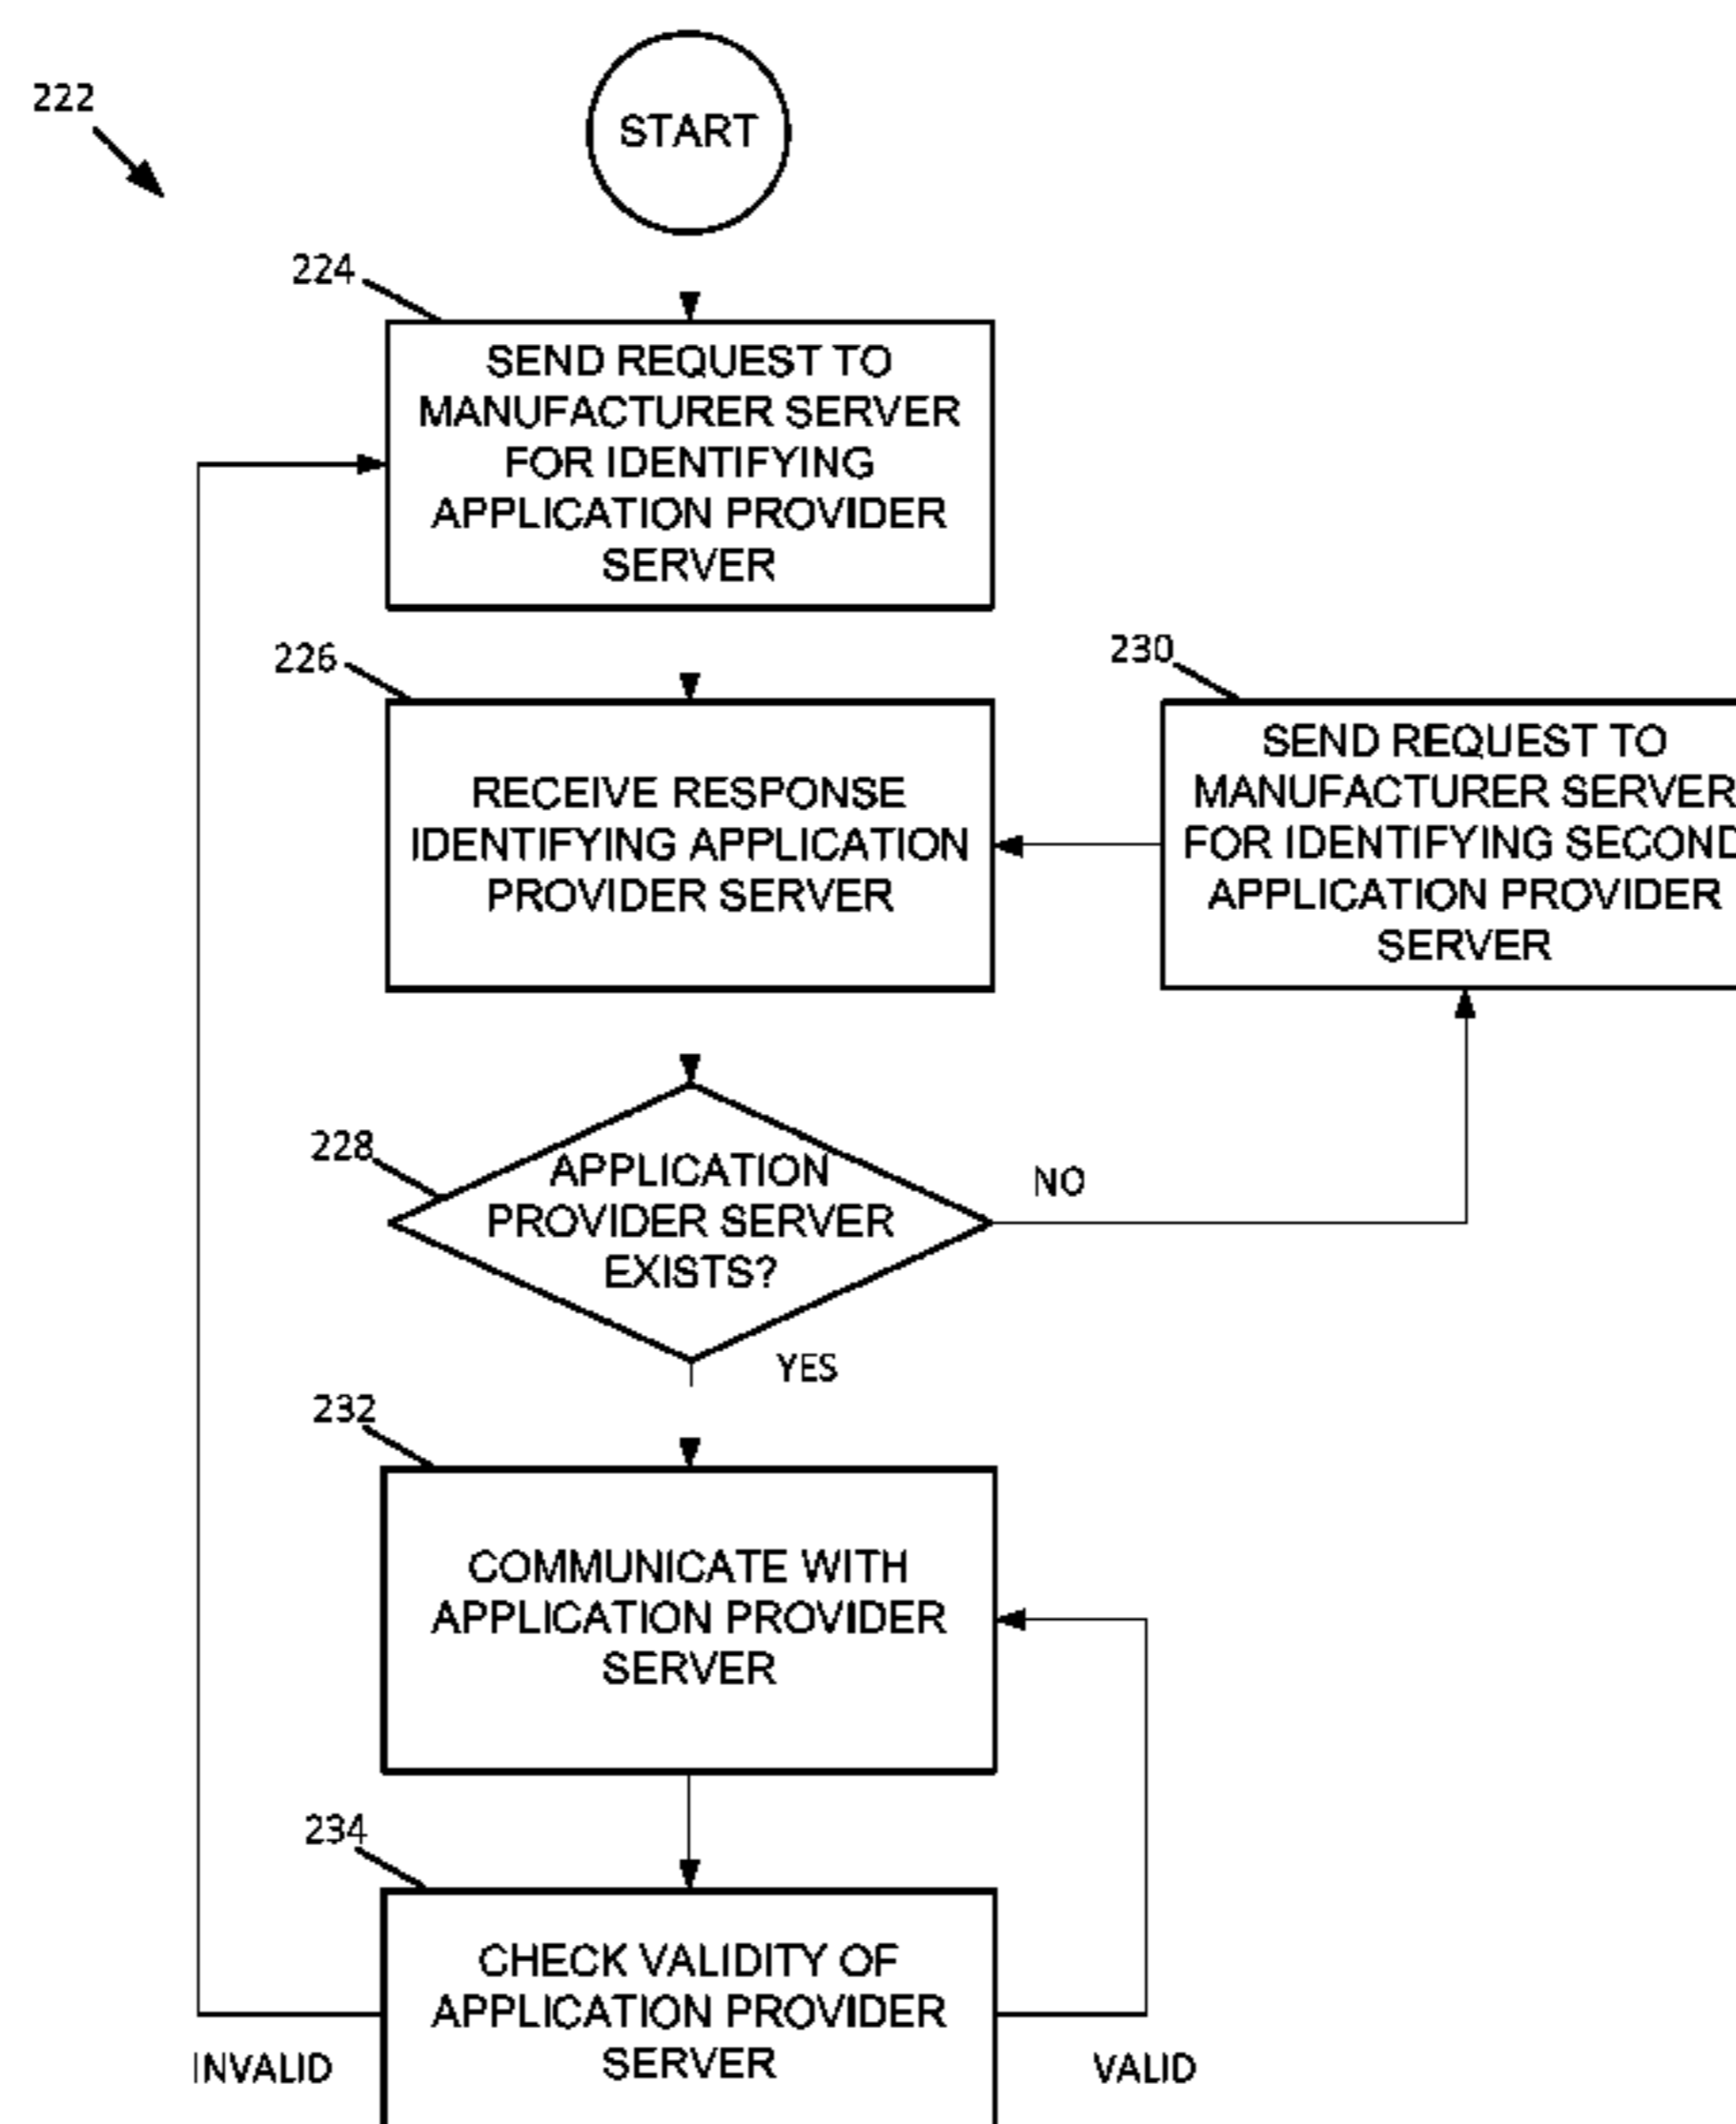 222
START
224
SEND REQUEST TO
MANUFACTURER SERVER
FOR IDENTIFYING
APPLICATION PROVIDER
SERVER
226
RECEIVE RESPONSE
IDENTIFYING APPLICATION
PROVIDER SERVER
230
SEND REQUEST TO
MANUFACTURER SERVER
FOR IDENTIFYING SECOND
APPLICATION PROVIDER
SERVER
228
APPLICATION
PROVIDER SERVER
EXISTS?
NO
YES
232
COMMUNICATE WITH
APPLICATION PROVIDER
SERVER
234
CHECK VALIDITY OF
APPLICATION PROVIDER
SERVER
INVALID
VALID